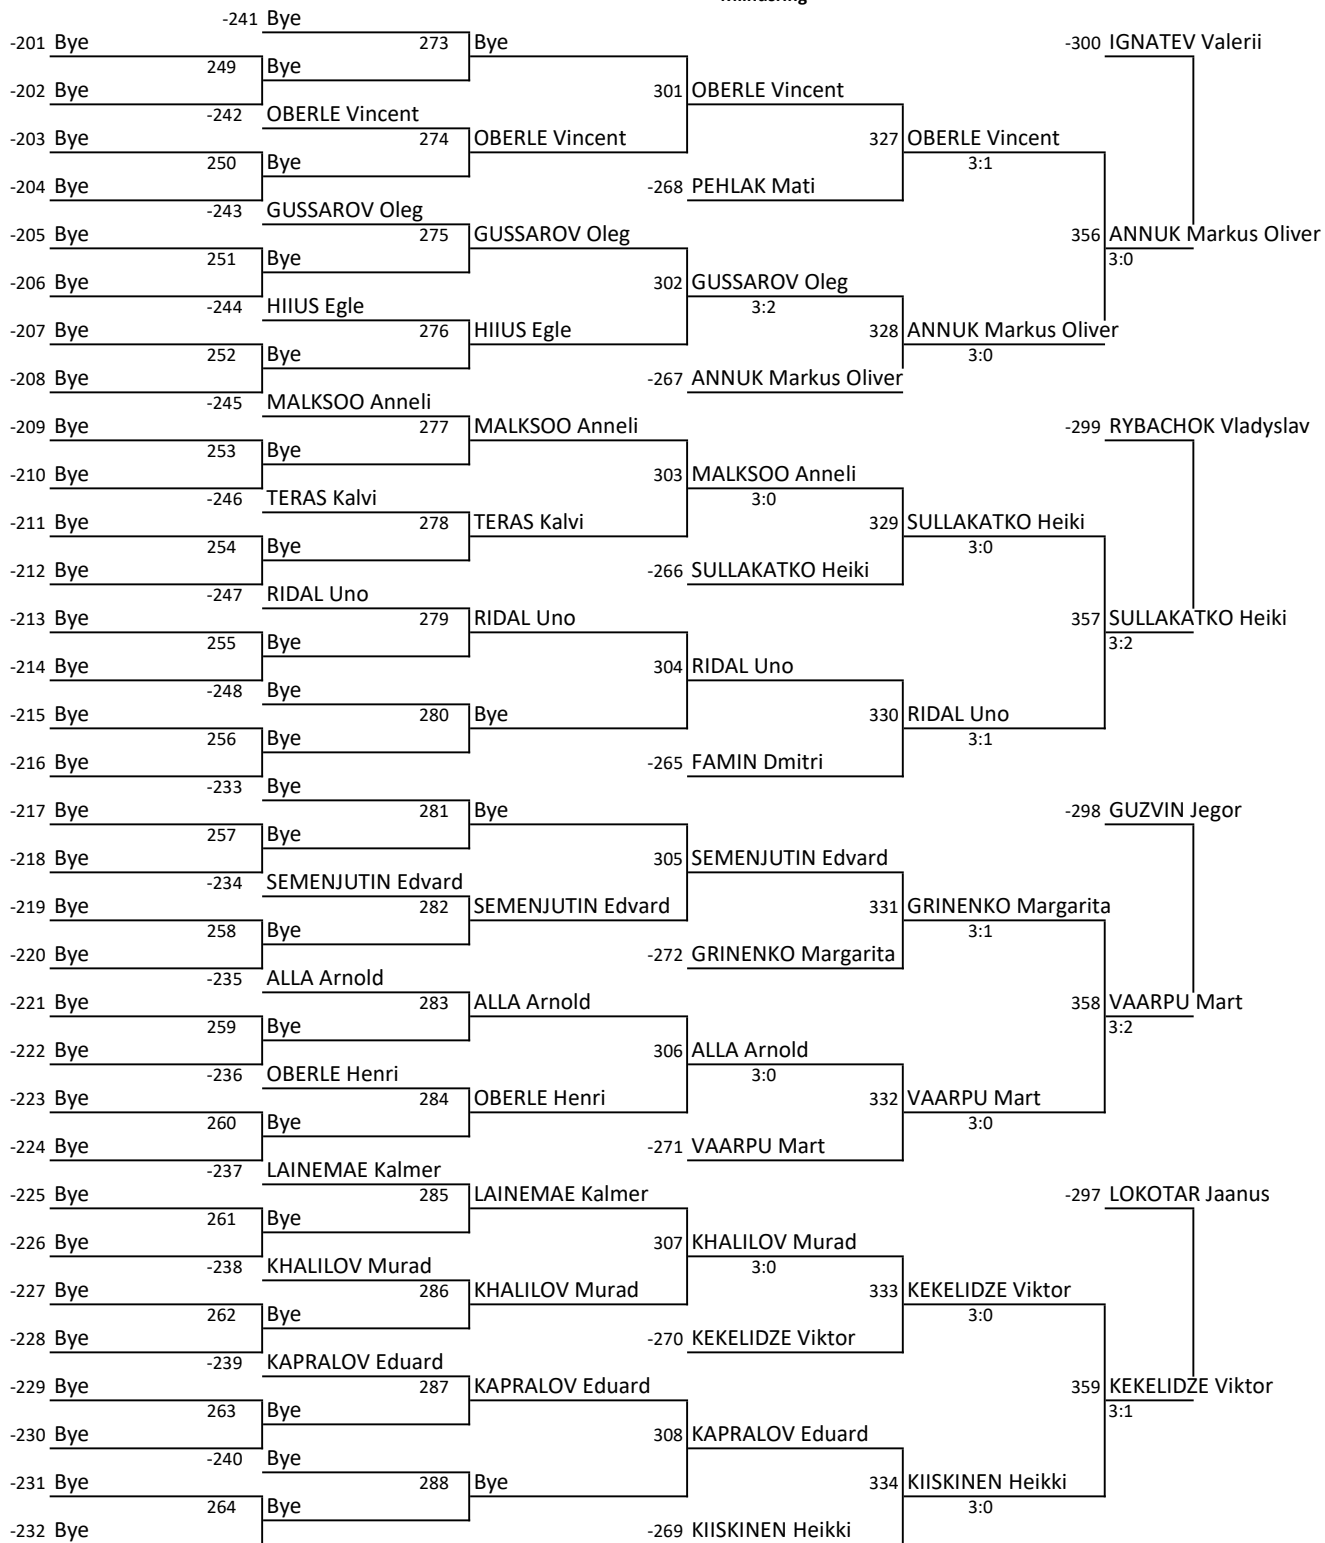 -241 Bye
-201 Bye 273 Bye -300 IGNATEV Valerii
249 Bye
-202 Bye 301 OBERLE Vincent
-242 OBERLE Vincent
-203 Bye 274 OBERLE Vincent 327 OBERLE Vincent
250 Bye 3:1
-204 Bye -268 PEHLAK Mati
-243 GUSSAROV Oleg
-205 Bye 275 GUSSAROV Oleg 356 ANNUK Markus Oliver
251 Bye 3:0
-206 Bye 302 GUSSAROV Oleg
-244 HIIUS Egle 3:2
-207 Bye 276 HIIUS Egle 328 ANNUK Markus Oliver
252 Bye 3:0
-208 Bye -267 ANNUK Markus Oliver
-245 MALKSOO Anneli
-209 Bye 277 MALKSOO Anneli -299 RYBACHOK Vladyslav
253 Bye
-210 Bye 303 MALKSOO Anneli
-246 TERAS Kalvi 3:0
-211 Bye 278 TERAS Kalvi 329 SULLAKATKO Heiki
254 Bye 3:0
-212 Bye -266 SULLAKATKO Heiki
-247 RIDAL Uno
-213 Bye 279 RIDAL Uno 357 SULLAKATKO Heiki
255 Bye 3:2
-214 Bye 304 RIDAL Uno
-248 Bye
-215 Bye 280 Bye 330 RIDAL Uno
256 Bye 3:1
-216 Bye -265 FAMIN Dmitri
-233 Bye
-217 Bye 281 Bye -298 GUZVIN Jegor
257 Bye
-218 Bye 305 SEMENJUTIN Edvard
-234 SEMENJUTIN Edvard
-219 Bye 282 SEMENJUTIN Edvard 331 GRINENKO Margarita
258 Bye 3:1
-220 Bye -272 GRINENKO Margarita
-235 ALLA Arnold
-221 Bye 283 ALLA Arnold 358 VAARPU Mart
259 Bye 3:2
-222 Bye 306 ALLA Arnold
-236 OBERLE Henri 3:0
-223 Bye 284 OBERLE Henri 332 VAARPU Mart
260 Bye 3:0
-224 Bye -271 VAARPU Mart
-237 LAINEMAE Kalmer
-225 Bye 285 LAINEMAE Kalmer -297 LOKOTAR Jaanus
261 Bye
-226 Bye 307 KHALILOV Murad
-238 KHALILOV Murad 3:0
-227 Bye 286 KHALILOV Murad 333 KEKELIDZE Viktor
262 Bye 3:0
-228 Bye -270 KEKELIDZE Viktor
-239 KAPRALOV Eduard
-229 Bye 287 KAPRALOV Eduard 359 KEKELIDZE Viktor
263 Bye 3:1
-230 Bye 308 KAPRALOV Eduard
-240 Bye
-231 Bye 288 Bye 334 KIISKINEN Heikki
264 Bye 3:0
-232 Bye -269 KIISKINEN Heikki